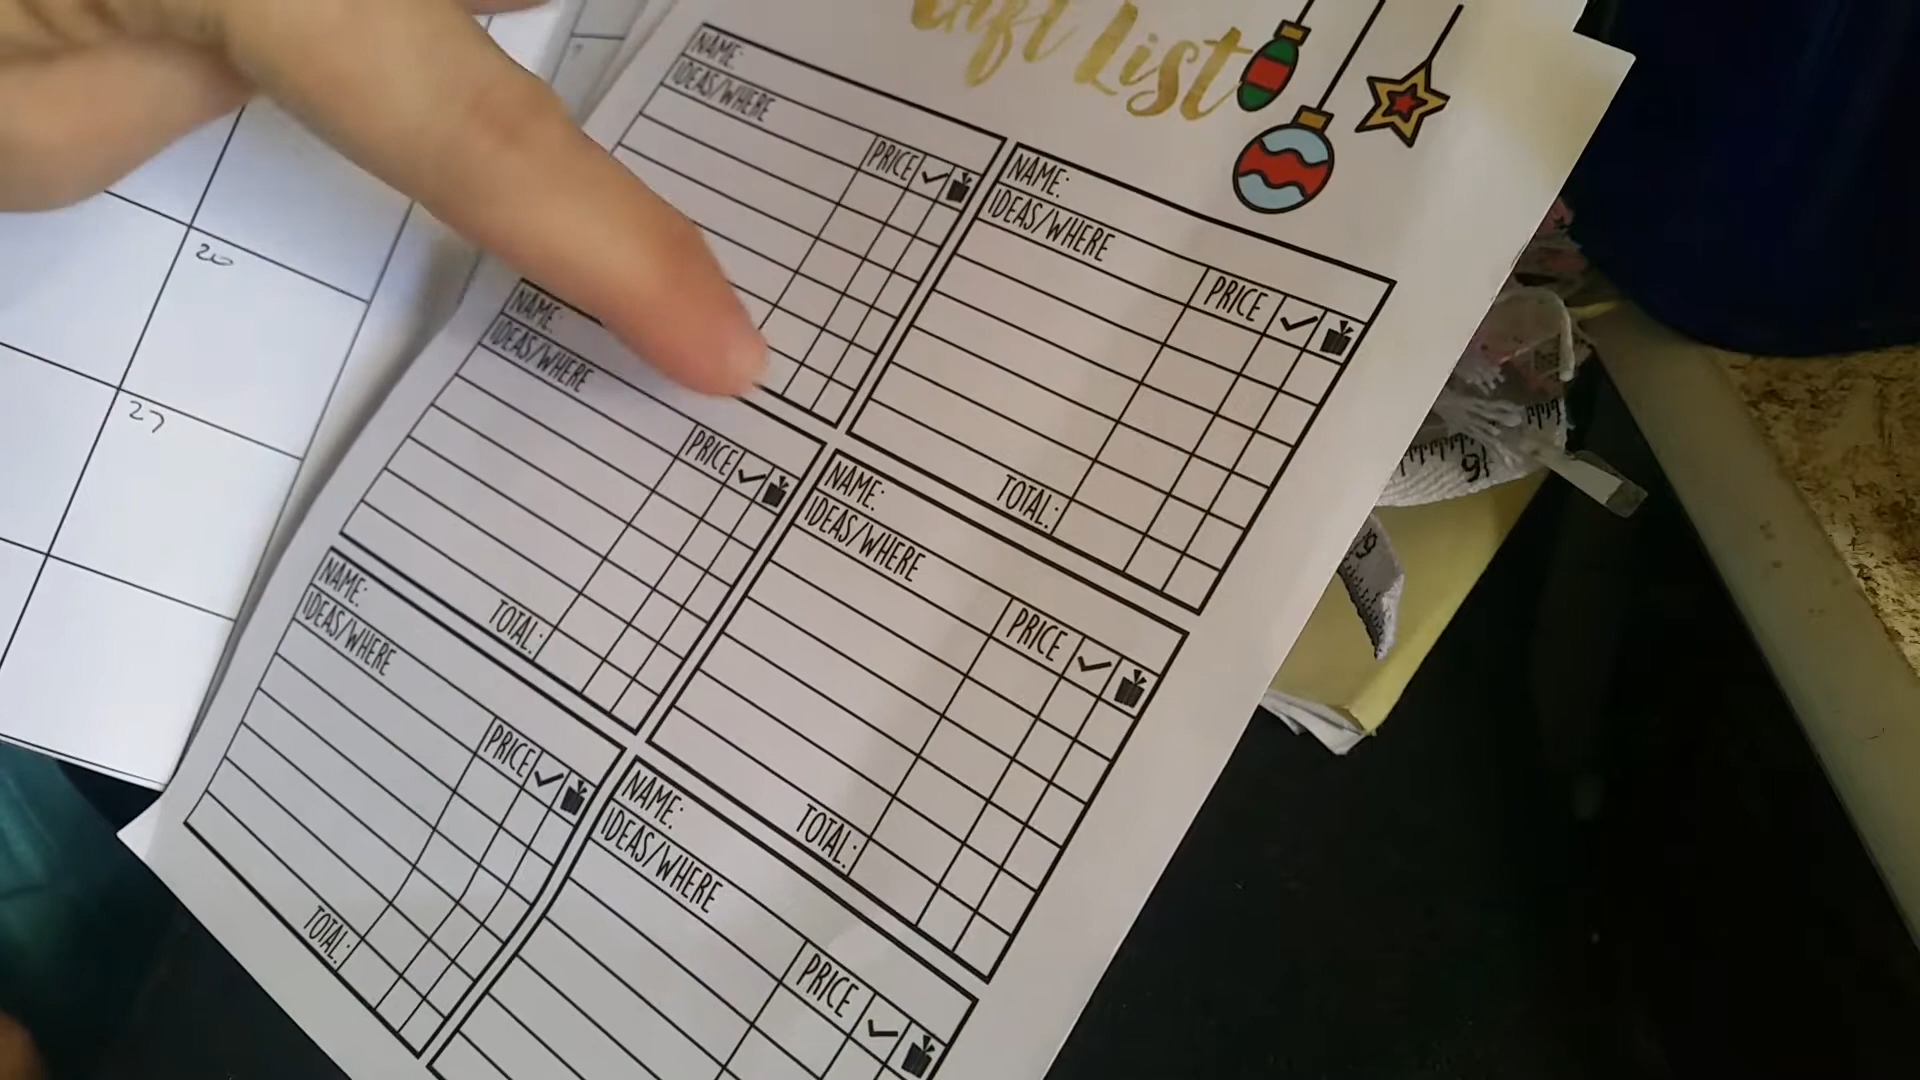 Gift List
NAME:
IDEAS/WHERE
PRICE
NAME:
IDEAS/WHERE
PRICE
TOTAL:
NAME:
IDEAS/WHERE
PRICE
TOTAL:
NAME:
IDEAS/WHERE
PRICE
TOTAL:
NAME:
IDEAS/WHERE
PRICE
TOTAL:
NAME:
IDEAS/WHERE
PRICE
20
27